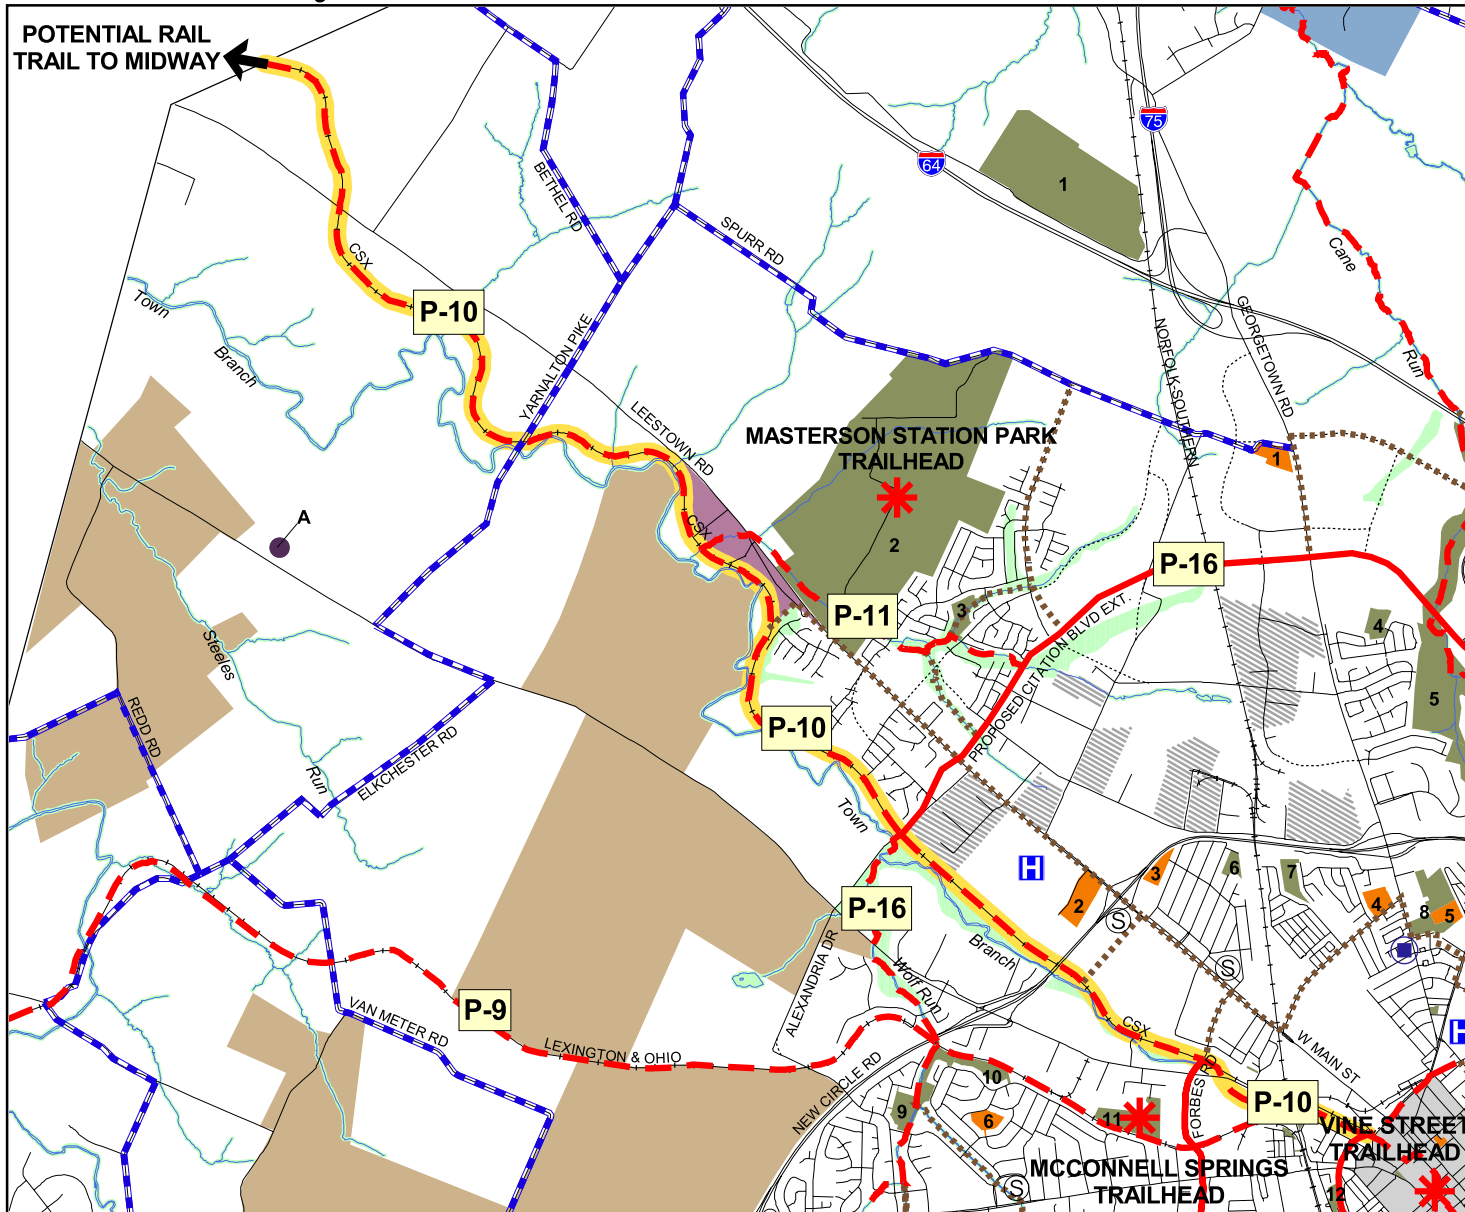 POTENTIAL RAIL
TRAIL TO MIDWAY
75
64
1
BETHEL RD
SPURR RD
CSX
Cane
Run
Town
Branch
P-10
GEORGETOWN RD
NORFOLK SOUTHERN
YARNALTON PIKE
LEESTOWN RD
MASTERSON STATION PARK
TRAILHEAD
1
A
CSX
2
P-16
P-11
3
4
PROPOSED CITATION BLVD EXT.
Steeles
Run
5
REDD RD
ELKCHESTER RD
P-10
Town
H
3
6
7
2
4
8
5
S
P-16
ALEXANDRIA DR
Branch
S
Wolf Run
P-9
VAN METER RD
LEXINGTON & OHIO
CSX
H
W MAIN ST
NEW CIRCLE RD
10
FORBES RD
P-10
9
6
11
VINE STREET
TRAILHEAD
MCCONNELL SPRINGS
TRAILHEAD
S
12